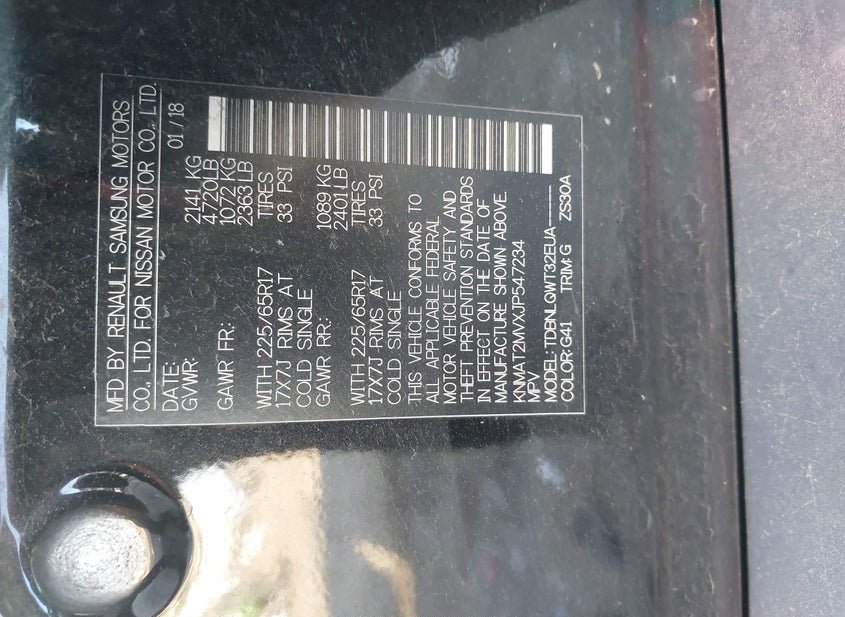 MFD BY RENAULT SAMSUNG MOTORS
CO., LTD. FOR NISSAN MOTOR CO., LTD.
DATE: 01 / 18
GVWR: 2141 KG
4720LB
GAWR FR: 1072 KG
2363 LB
WITH 225/65R17 TIRES
17X7J RIMS AT 33 PSI
COLD SINGLE
GAWR RR: 1089 KG
2401LB
WITH 225/65R17 TIRES
17X7J RIMS AT 33 PSI
COLD SINGLE
THIS VEHICLE CONFORMS TO
ALL APPLICABLE FEDERAL
MOTOR VEHICLE SAFETY AND
THEFT PREVENTION STANDARDS
IN EFFECT ON THE DATE OF
MANUFACTURE SHOWN ABOVE.
KNMAT2MVXJP547234
MPV
MODEL: TDBNLQWT32EUA_____
COLOR:G41 TRIM:G ZS30A